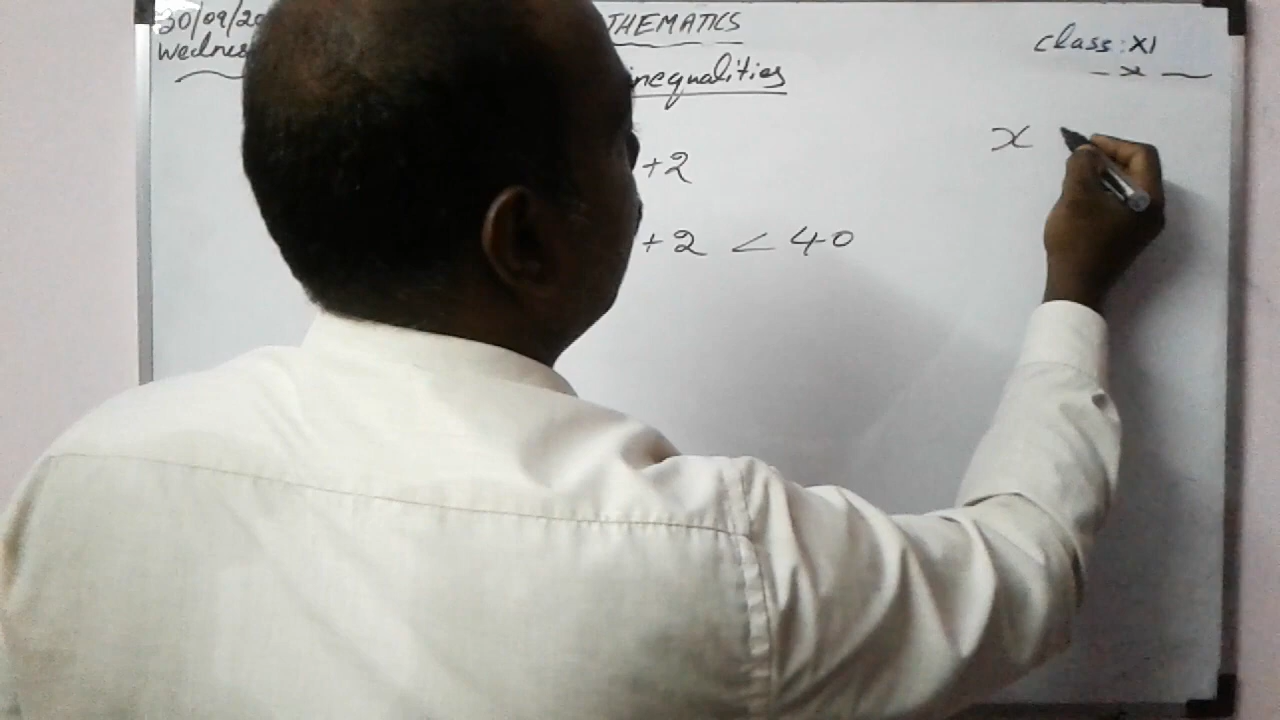 30/09/20
THEMATICS
Class: XI
Wednes
inequalities
x
+2
+2 < 40